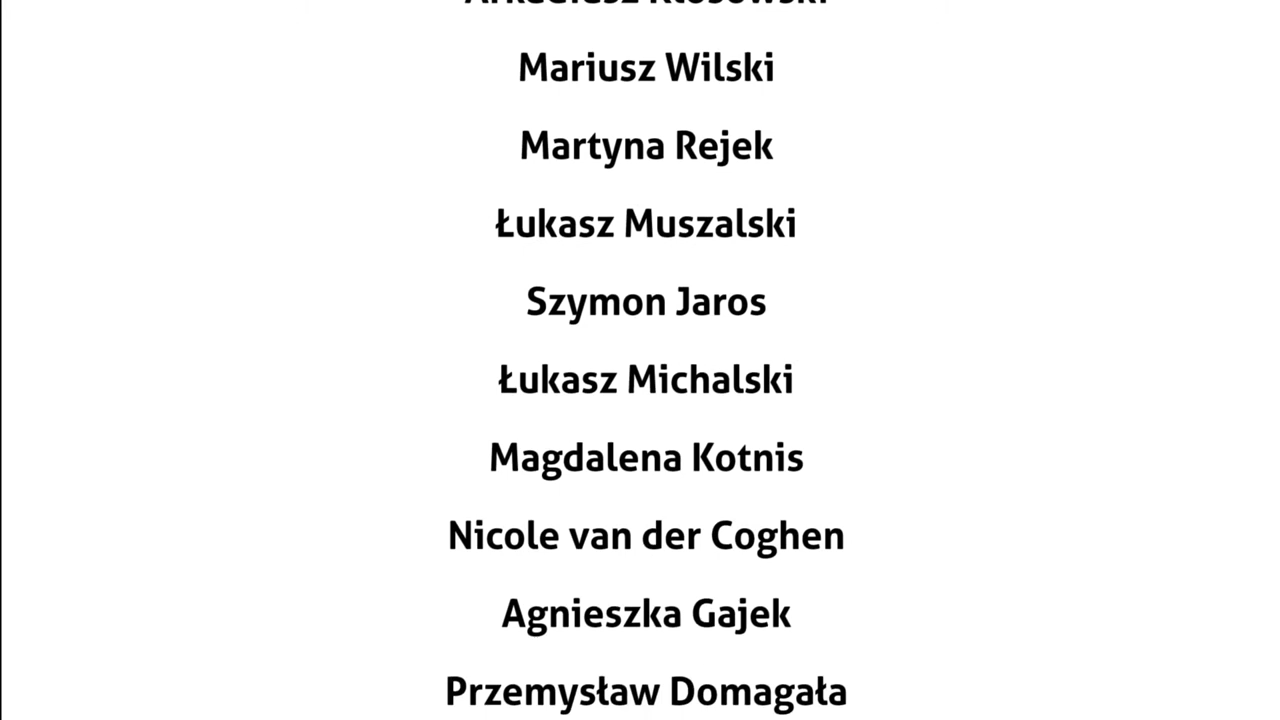 Mariusz Wilski
Martyna Rejek
Łukasz Muszalski
Szymon Jaros
Łukasz Michalski
Magdalena Kotnis
Nicole van der Coghen
Agnieszka Gajek
Przemysław Domagała